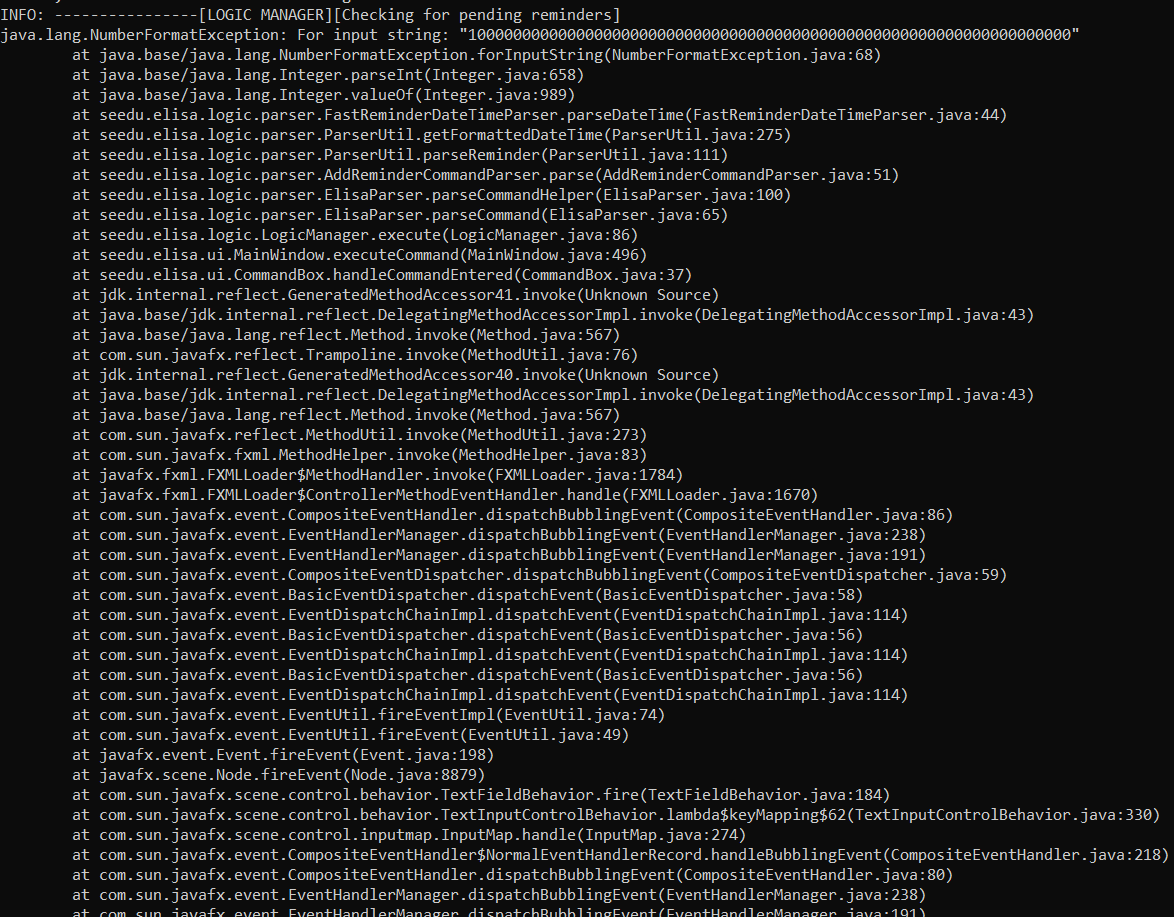 INFO: ----------------[LOGIC MANAGER][Checking for pending reminders]
java.lang.NumberFormatException: For input string: "1000000000000000000000000000000000000000000000000000000000000000000"
at java.base/java.lang.NumberFormatException.forInputString(NumberFormatException.java:68)
at java.base/java.lang.Integer.parseInt(Integer.java:658)
at java.base/java.lang.Integer.valueOf(Integer.java:989)
at seedu.elisa.logic.parser.FastReminderDateTimeParser.parseDateTime(FastReminderDateTimeParser.java:44)
at seedu.elisa.logic.parser.ParserUtil.getFormattedDateTime(ParserUtil.java:275)
at seedu.elisa.logic.parser.ParserUtil.parseReminder(ParserUtil.java:111)
at seedu.elisa.logic.parser.AddReminderCommandParser.parse(AddReminderCommandParser.java:51)
at seedu.elisa.logic.parser.ElisaParser.parseCommandHelper(ElisaParser.java:100)
at seedu.elisa.logic.parser.ElisaParser.parseCommand(ElisaParser.java:65)
at seedu.elisa.logic.LogicManager.execute(LogicManager.java:86)
at seedu.elisa.ui.MainWindow.executeCommand(MainWindow.java:496)
at seedu.elisa.ui.CommandBox.handleCommandEntered(CommandBox.java:37)
at jdk.internal.reflect.GeneratedMethodAccessor41.invoke(Unknown Source)
at java.base/jdk.internal.reflect.DelegatingMethodAccessorImpl.invoke(DelegatingMethodAccessorImpl.java:43)
at java.base/java.lang.reflect.Method.invoke(Method.java:567)
at com.sun.javafx.reflect.Trampoline.invoke(MethodUtil.java:76)
at jdk.internal.reflect.GeneratedMethodAccessor40.invoke(Unknown Source)
at java.base/jdk.internal.reflect.DelegatingMethodAccessorImpl.invoke(DelegatingMethodAccessorImpl.java:43)
at java.base/java.lang.reflect.Method.invoke(Method.java:567)
at com.sun.javafx.reflect.MethodUtil.invoke(MethodUtil.java:273)
at com.sun.javafx.fxml.MethodHelper.invoke(MethodHelper.java:83)
at javafx.fxml.FXMLLoader$MethodHandler.invoke(FXMLLoader.java:1784)
at javafx.fxml.FXMLLoader$ControllerMethodEventHandler.handle(FXMLLoader.java:1670)
at com.sun.javafx.event.CompositeEventHandler.dispatchBubblingEvent(CompositeEventHandler.java:86)
at com.sun.javafx.event.EventHandlerManager.dispatchBubblingEvent(EventHandlerManager.java:238)
at com.sun.javafx.event.EventHandlerManager.dispatchBubblingEvent(EventHandlerManager.java:191)
at com.sun.javafx.event.CompositeEventDispatcher.dispatchBubblingEvent(CompositeEventDispatcher.java:59)
at com.sun.javafx.event.BasicEventDispatcher.dispatchEvent(BasicEventDispatcher.java:58)
at com.sun.javafx.event.EventDispatchChainImpl.dispatchEvent(EventDispatchChainImpl.java:114)
at com.sun.javafx.event.BasicEventDispatcher.dispatchEvent(BasicEventDispatcher.java:56)
at com.sun.javafx.event.EventDispatchChainImpl.dispatchEvent(EventDispatchChainImpl.java:114)
at com.sun.javafx.event.BasicEventDispatcher.dispatchEvent(BasicEventDispatcher.java:56)
at com.sun.javafx.event.EventDispatchChainImpl.dispatchEvent(EventDispatchChainImpl.java:114)
at com.sun.javafx.event.EventUtil.fireEventImpl(EventUtil.java:74)
at com.sun.javafx.event.EventUtil.fireEvent(EventUtil.java:49)
at javafx.event.Event.fireEvent(Event.java:198)
at javafx.scene.Node.fireEvent(Node.java:8879)
at com.sun.javafx.scene.control.behavior.TextFieldBehavior.fire(TextFieldBehavior.java:184)
at com.sun.javafx.scene.control.behavior.TextInputControlBehavior.lambda$keyMapping$62(TextInputControlBehavior.java:330)
at com.sun.javafx.scene.control.inputmap.InputMap.handle(InputMap.java:274)
at com.sun.javafx.event.CompositeEventHandler$NormalEventHandlerRecord.handleBubblingEvent(CompositeEventHandler.java:218)
at com.sun.javafx.event.CompositeEventHandler.dispatchBubblingEvent(CompositeEventHandler.java:80)
at com.sun.javafx.event.EventHandlerManager.dispatchBubblingEvent(EventHandlerManager.java:238)
at com.sun.javafx.event.EventHandlerManager.dispatchBubblingEvent(EventHandlerManager.java:191)